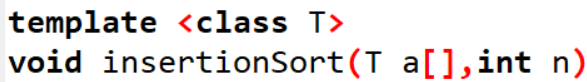 template <class T>
void insertionSort(T a[],int n)